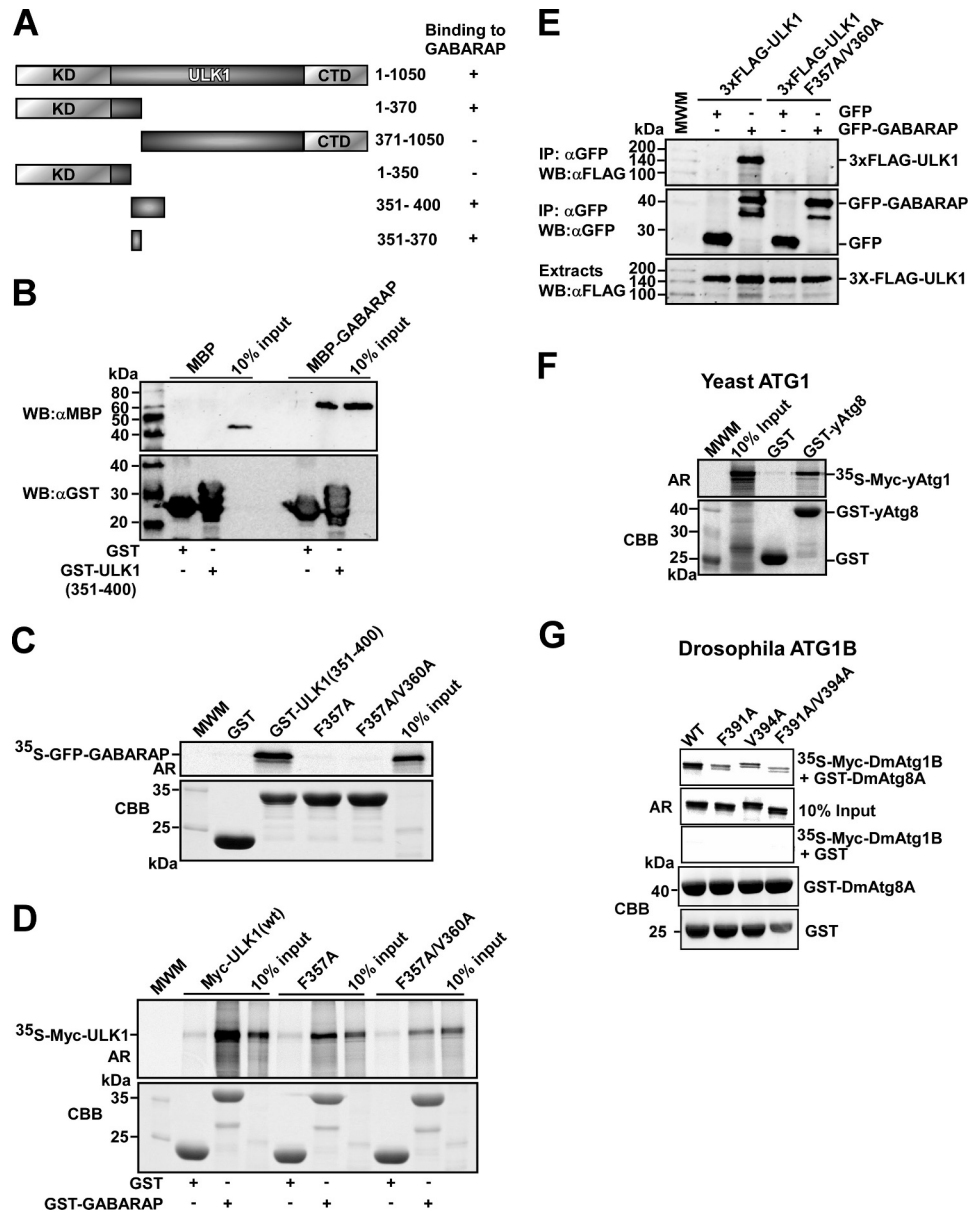 A
Binding to
GABARAP
KD ULK1 CTD 1-1050 +
KD 1-370 +
CTD 371-1050 -
KD 1-350 -
351- 400 +
351-370 +
B
MBP
10% input
MBP-GABARAP
10% input
kDa
80
60
50
40
WB:αMBP
40
30
20
WB:αGST
GST + - + -
GST-ULK1 - + - +
(351-400)
C
MWM
GST
GST-ULK1(351-400)
F357A
F357A/V360A
10% input
35S-GFP-GABARAP
AR
35
CBB
25
kDa
D
MWM
Myc-ULK1(wt)
10% input
F357A
10% input
F357A/V360A
10% input
35S-Myc-ULK1
AR
kDa
35
CBB
25
GST + - + - + -
GST-GABARAP - + - + - +
E
MWM
3xFLAG-ULK1
3xFLAG-ULK1
F357A/V360A
+ - + - GFP
kDa - + - + GFP-GABARAP
IP: αGFP
WB:αFLAG
200
140
100
3xFLAG-ULK1
IP: αGFP
WB:αGFP
40
30
GFP-GABARAP
GFP
Extracts
WB:αFLAG
200
140
100
3X-FLAG-ULK1
F
Yeast ATG1
MWM
10% Input
GST
GST-yAtg8
AR
35S-Myc-yAtg1
40
35
CBB
25
kDa
GST-yAtg8
GST
G
Drosophila ATG1B
WT
F391A
V394A
F391A/V394A
35S-Myc-DmAtg1B
+ GST-DmAtg8A
AR
10% Input
35S-Myc-DmAtg1B
+ GST
kDa
40
GST-DmAtg8A
CBB
25
GST